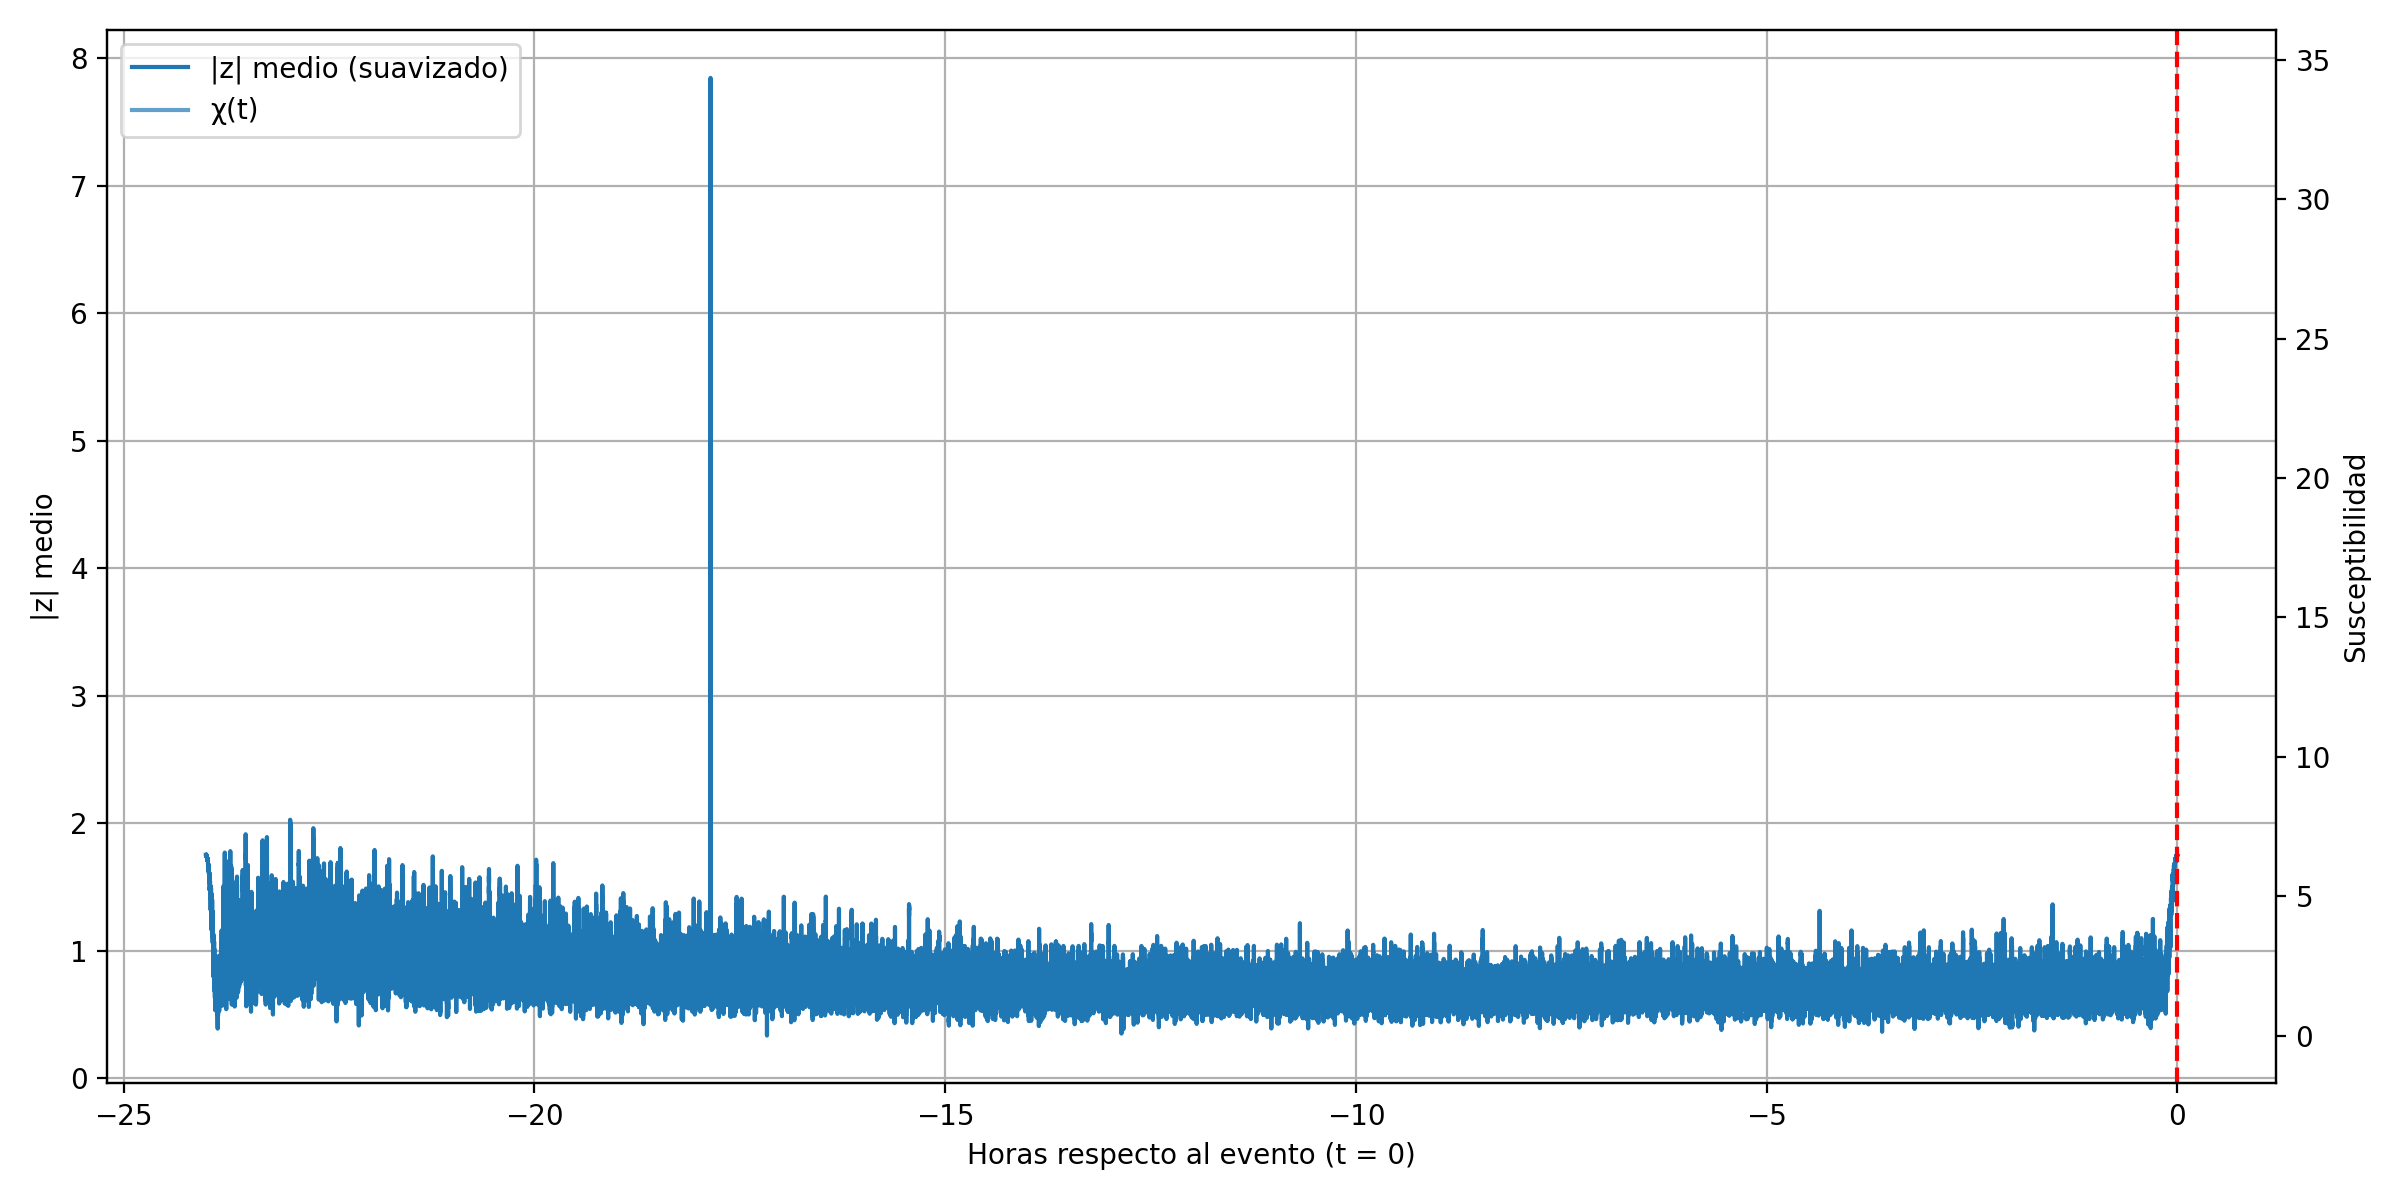 |z| medio (suavizado)
χ(t)
8
7
6
5
4
3
2
1
0
|z| medio
35
30
25
20
15
10
5
0
Susceptibilidad
−25 −20 −15 −10 −5 0
Horas respecto al evento (t = 0)